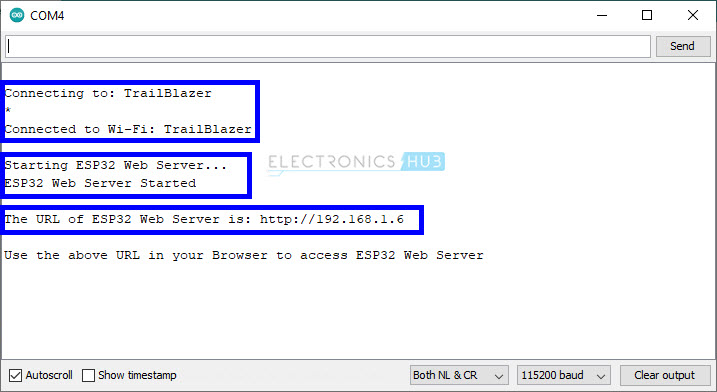 COM4
Send
Connecting to: TrailBlazer
*
Connected to Wi-Fi: TrailBlazer
Starting ESP32 Web Server...
ESP32 Web Server Started
ELECTRONICS HUB
The URL of ESP32 Web Server is: http://192.168.1.6
Use the above URL in your Browser to access ESP32 Web Server
Autoscroll Show timestamp Both NL & CR 115200 baud Clear output